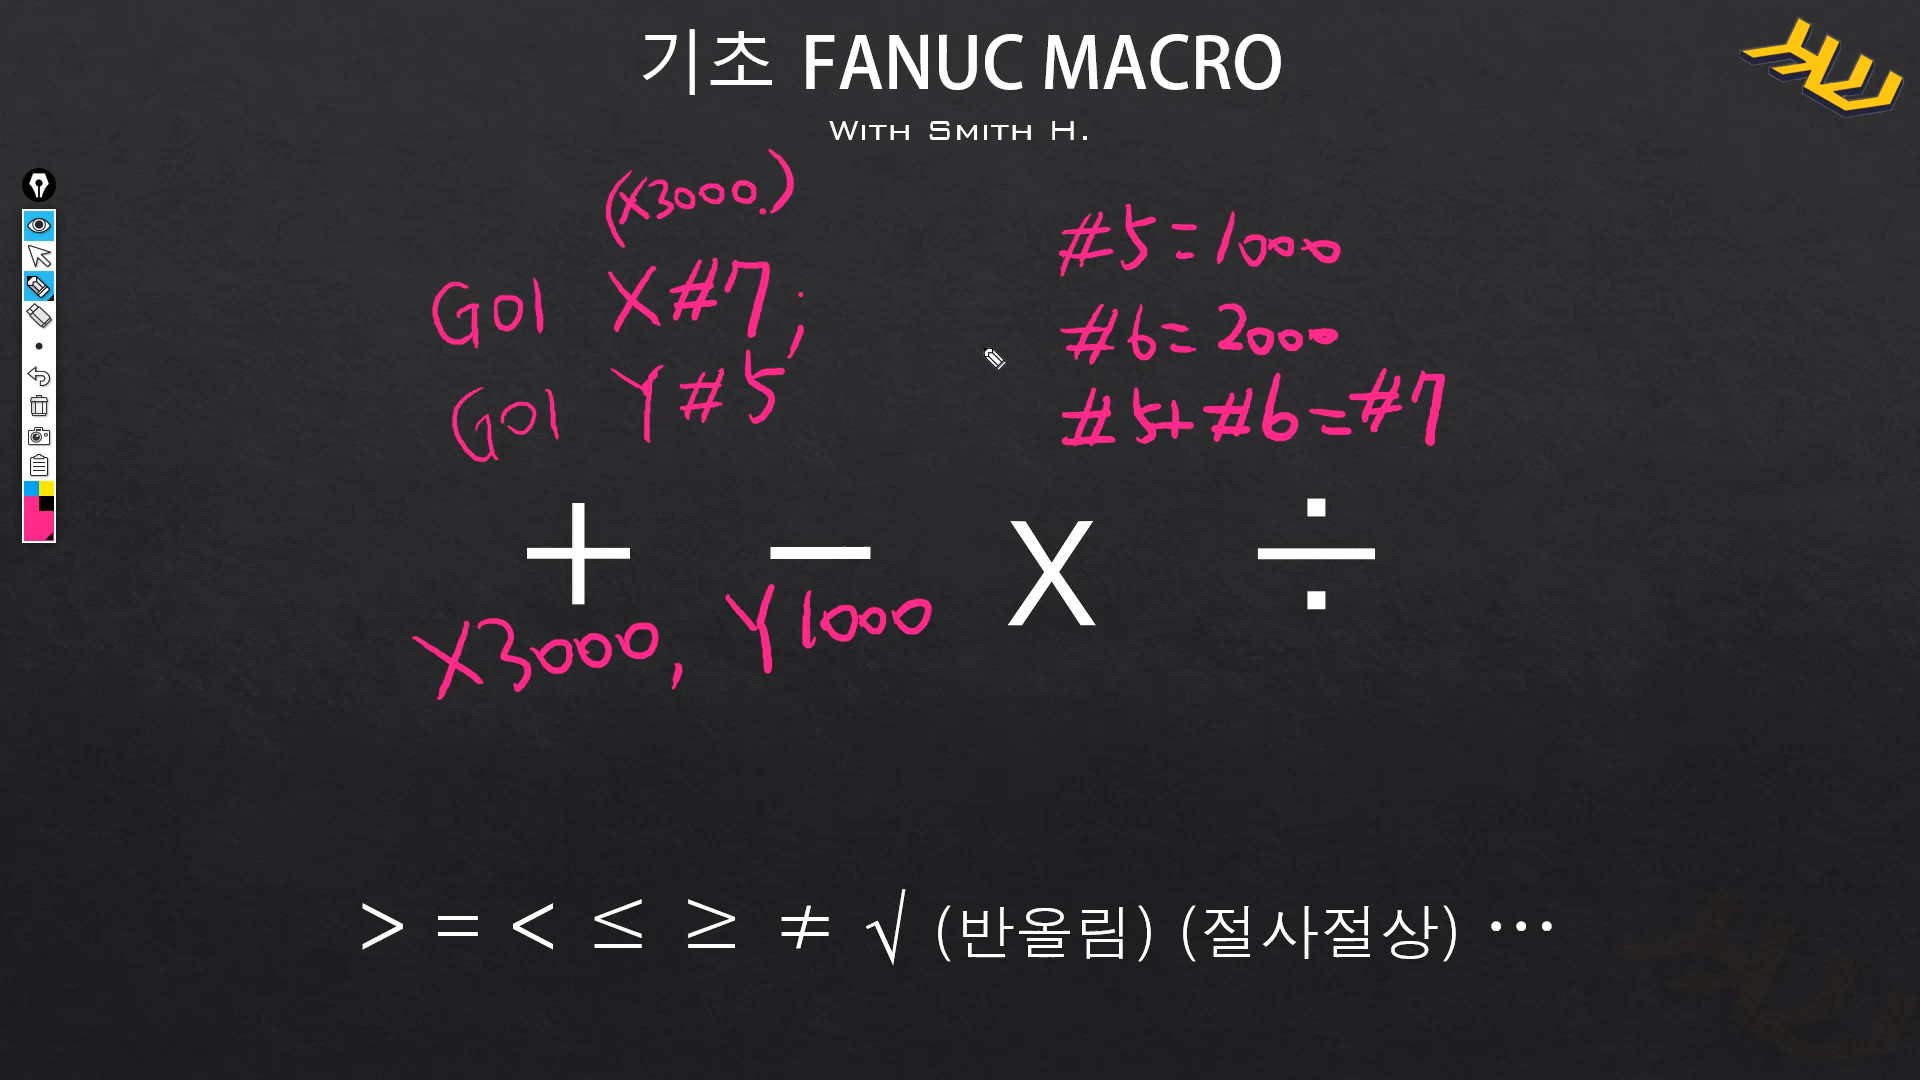 기초 FANUC MACRO
WITH SMITH H.
(X3000.)
G01 X#7;
G01 Y#5
#5=1000
#6=2000
#5+#6=#7
+ − X ÷
X3000, Y1000
> = < ≤ ≥ ≠ √ (반올림) (절사절상) ⋯